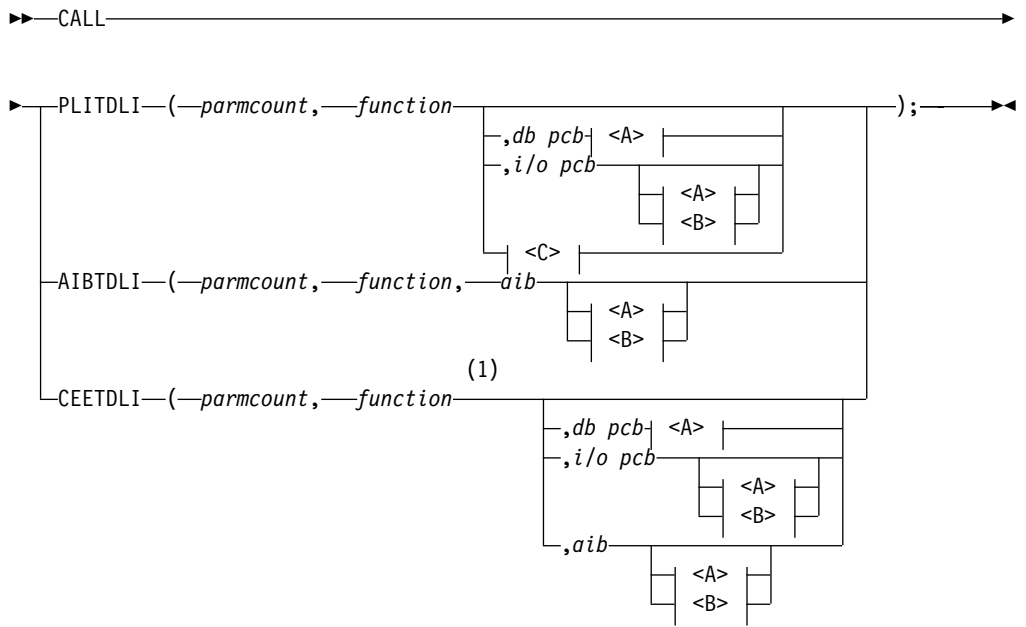 CALL
PLITDLI ( parmcount, function );
,db pcb <A>
,i/o pcb
<A>
<B>
<C>
AIBTDLI ( parmcount, function, aib
<A>
<B>
(1)
CEETDLI ( parmcount, function
,db pcb <A>
,i/o pcb
<A>
<B>
,aib
<A>
<B>